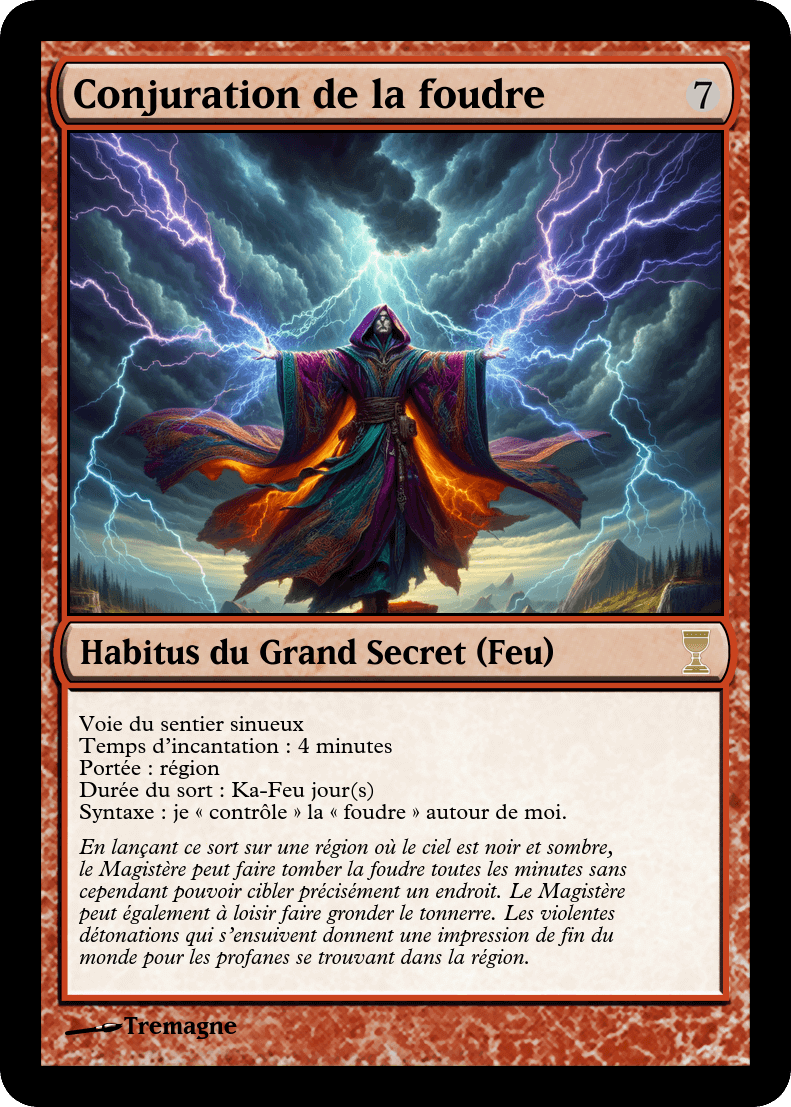 Conjuration de la foudre
7
Habitus du Grand Secret (Feu)
Voie du sentier sinueux
Temps d'incantation : 4 minutes
Portée : région
Durée du sort : Ka-Feu jour(s)
Syntaxe : je « contrôle » la « foudre » autour de moi.
En lançant ce sort sur une région où le ciel est noir et sombre,
le Magistère peut faire tomber la foudre toutes les minutes sans
cependant pouvoir cibler précisément un endroit. Le Magistère
peut également à loisir faire gronder le tonnerre. Les violentes
détonations qui s'ensuivent donnent une impression de fin du
monde pour les profanes se trouvant dans la région.
Tremagne